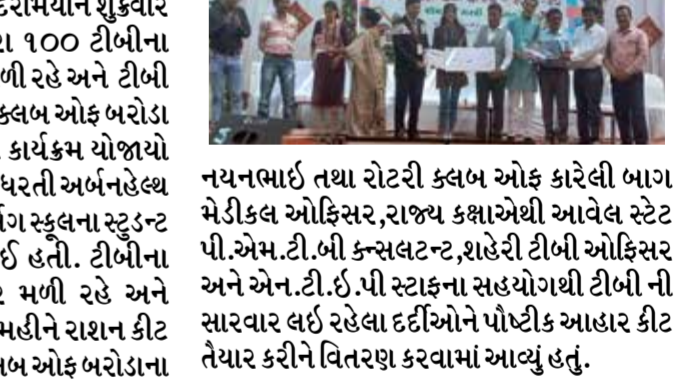 દરમિયાન શુક્રવાર
૧૦૦ ટીબીના
ળી રહે અને ટીબી
ક્લબ ઓફ બરોડા
કાર્યક્રમ યોજાયો
ધરતી અર્બનહેલ્થ
ગ સ્કૂલના સ્ટુડન્ટ
ઈ હતી. ટીબીના
મળી રહે અને
મહીને રાશન કીટ
લબ ઓફ બરોડાના
નયનભાઇ તથા રોટરી ક્લબ ઓફ કારેલી બાગ
મેડીકલ ઓફિસર,રાજ્ય કક્ષાએથી આવેલ સ્ટેટ
પી.એમ.ટી.બી કન્સલટન્ટ,શહેરી ટીબી ઓફિસર
અને એન.ટી.ઇ.પી સ્ટાફના સહયોગથી ટીબી ની
સારવાર લઇ રહેલા દર્દીઓને પૌષ્ટીક આહાર કીટ
તૈયાર કરીને વિતરણ કરવામાં આવ્યું હતું.